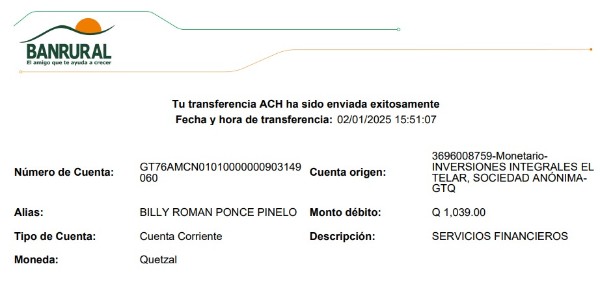 BANRURAL
El amigo que te ayuda a crecer
Tu transferencia ACH ha sido enviada exitosamente
Fecha y hora de transferencia: 02/01/2025 15:51:07
Número de Cuenta: GT76AMCN01010000000903149
060
Cuenta origen: 3696008759-Monetario-
INVERSIONES INTEGRALES EL
TELAR, SOCIEDAD ANÓNIMA-
GTQ
Alias: BILLY ROMAN PONCE PINELO Monto débito: Q 1,039.00
Tipo de Cuenta: Cuenta Corriente Descripción: SERVICIOS FINANCIEROS
Moneda: Quetzal